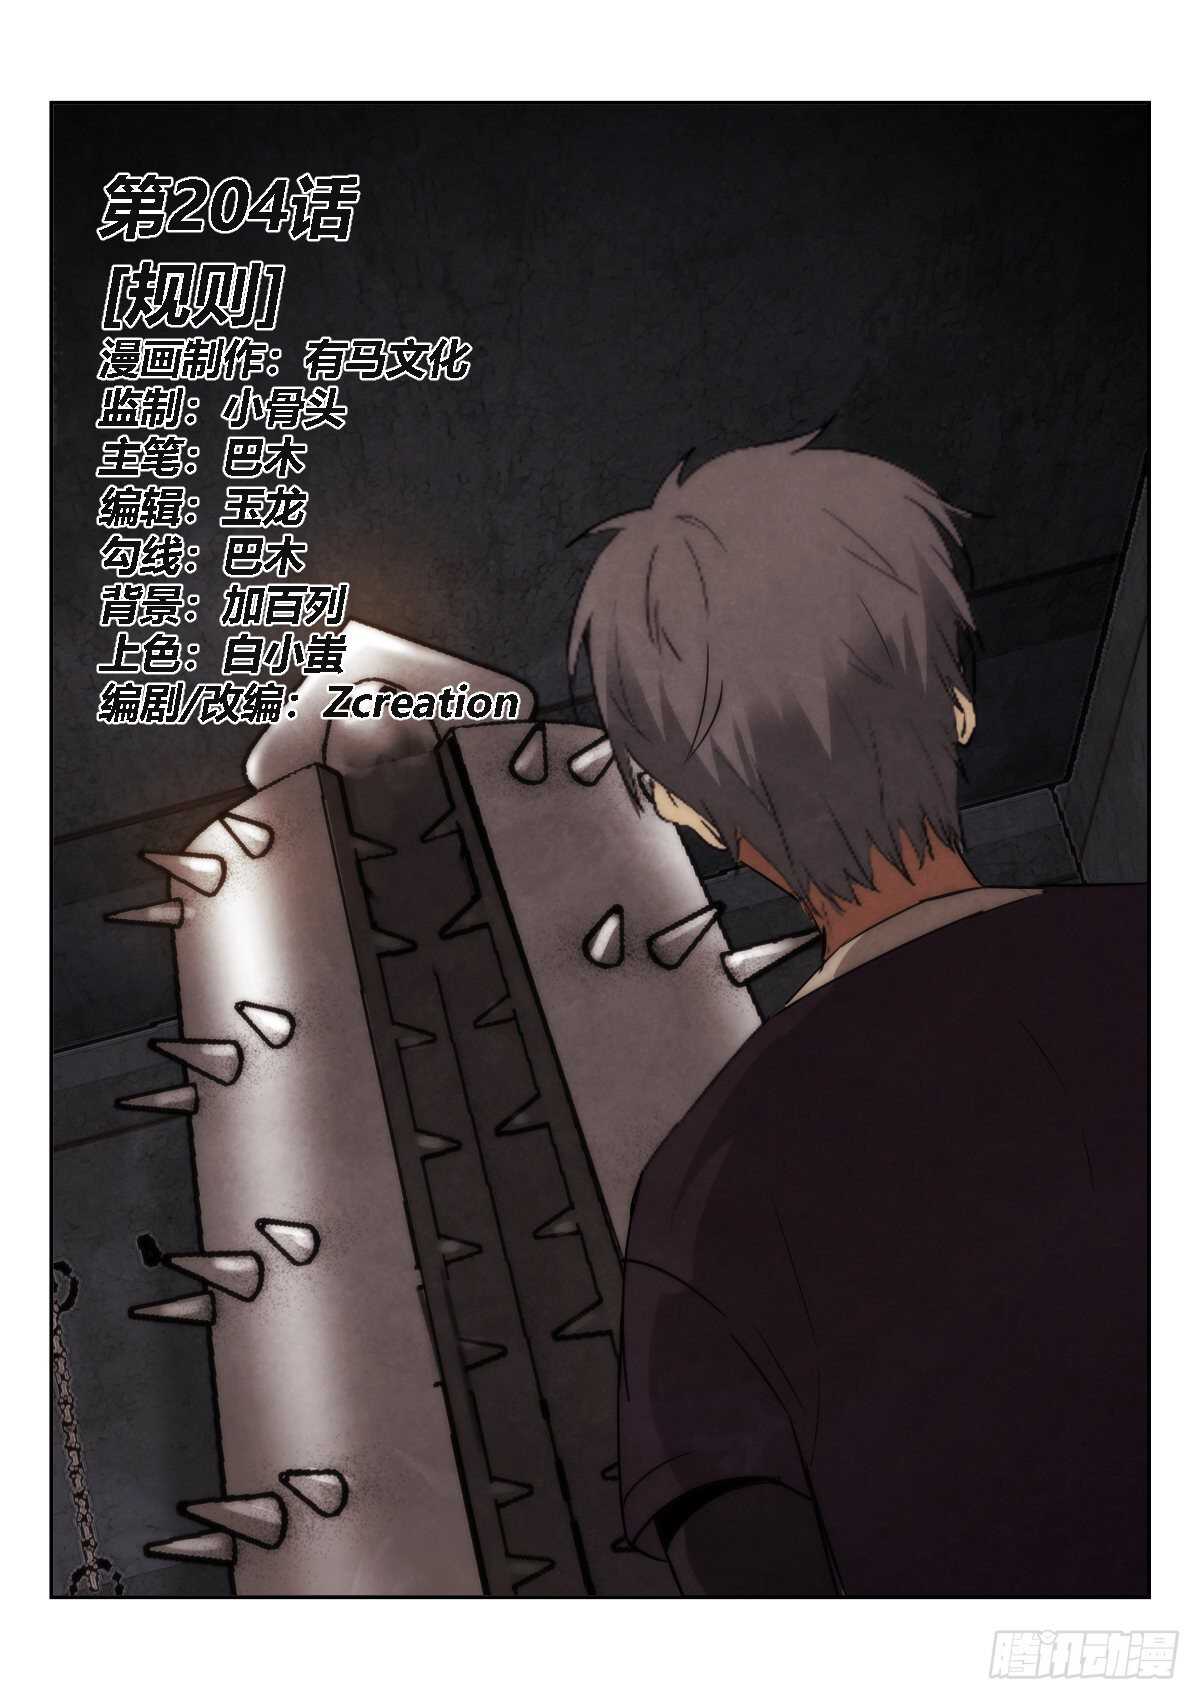 第204话
[规则]
漫画制作：有马文化
监制：小骨头
主笔：巴木
编辑：玉龙
勾线：巴木
背景：加百列
上色：白小蚩
编剧/改编：Zcreation
腾讯动漫